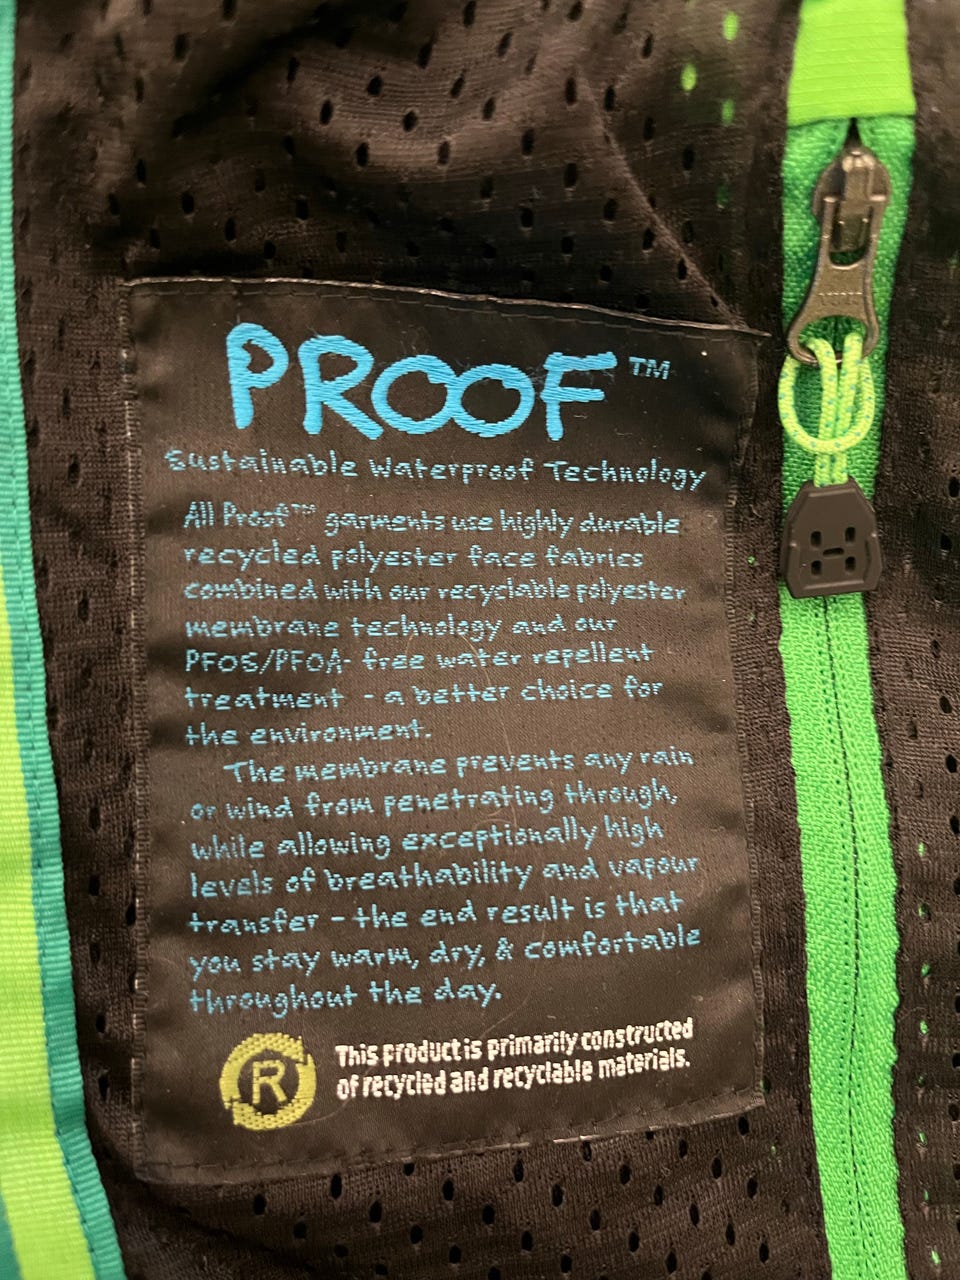 PROOF™
Sustainable Waterproof Technology
All Proof™ garments use highly durable
recycled polyester face fabrics
combined with our recyclable polyester
membrane technology and our
PFOS/PFOA- free water repellent
treatment - a better choice for
the environment.
The membrane prevents any rain
or wind from penetrating through,
while allowing exceptionally high
levels of breathability and vapour
transfer - the end result is that
you stay warm, dry, & comfortable
throughout the day.
R
This product is primarily constructed
of recycled and recyclable materials.